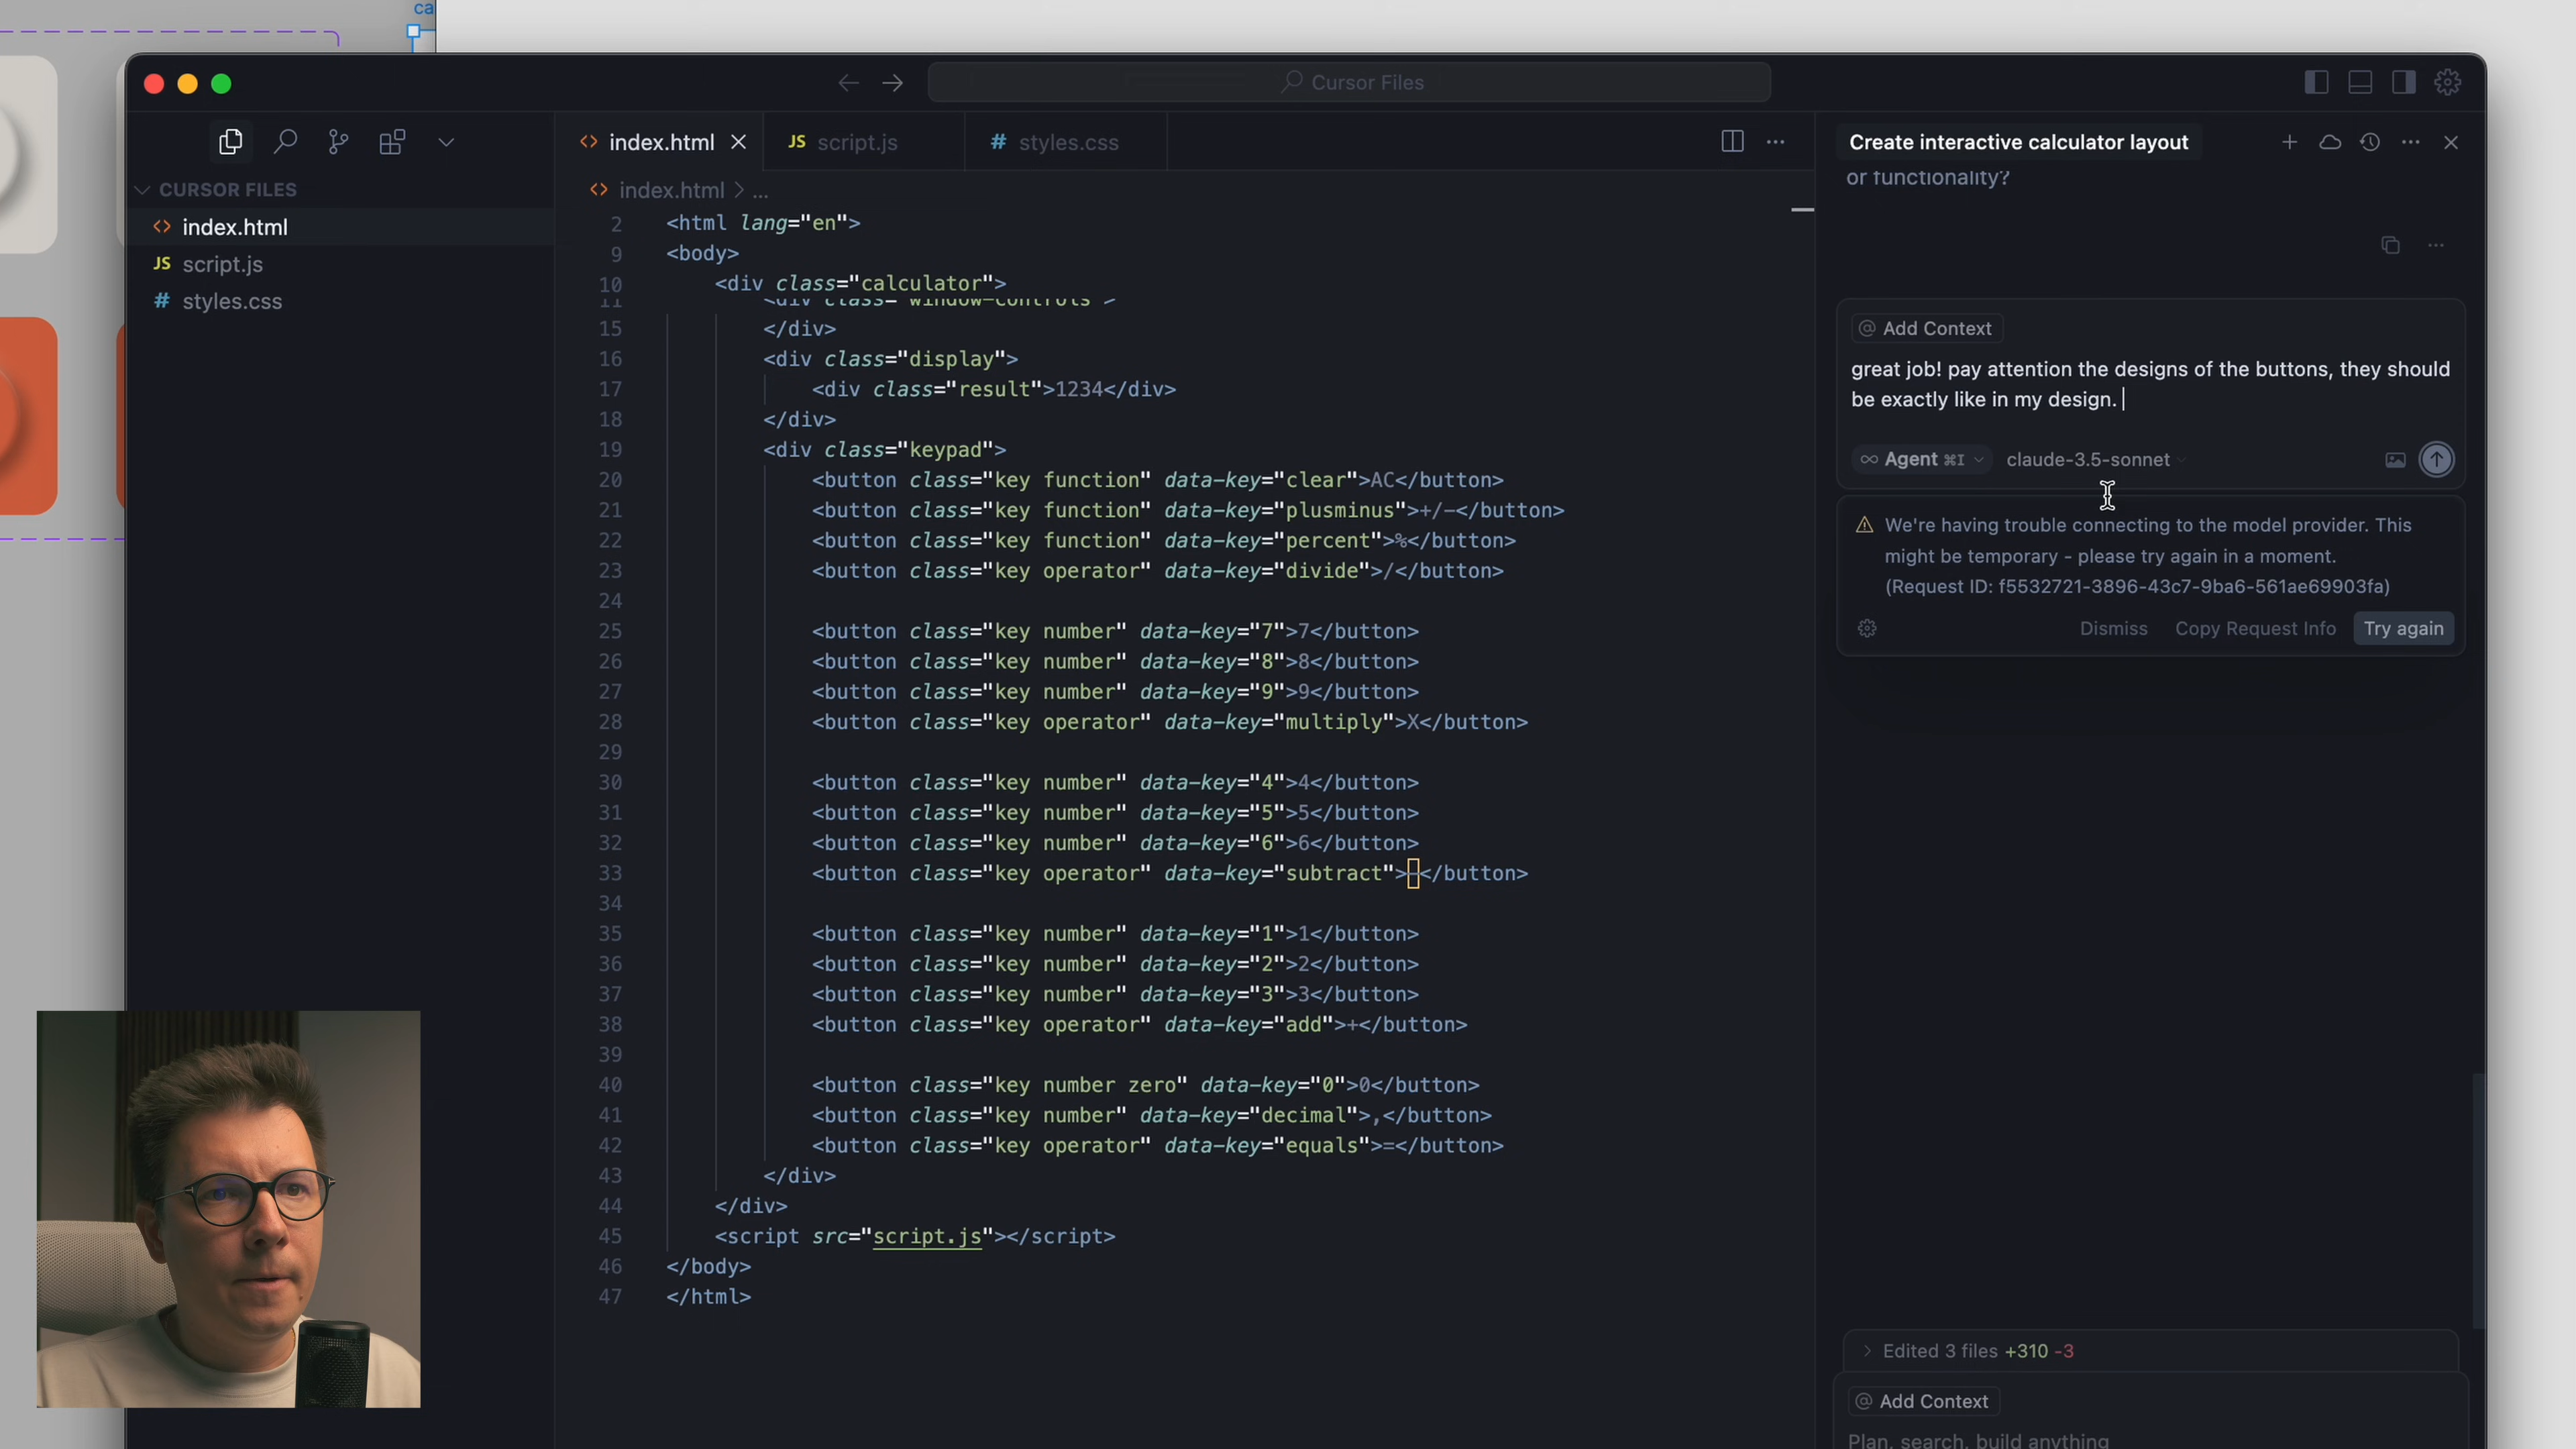 ca
Cursor Files
CURSOR FILES
index.html
JS script.js
# styles.css
index.html
JS script.js
# styles.css
index.html > ...
2 <html lang="en">
9 <body>
10 <div class="calculator">
11 <div class="window-controls">
15 </div>
16 <div class="display">
17 <div class="result">1234</div>
18 </div>
19 <div class="keypad">
20 <button class="key function" data-key="clear">AC</button>
21 <button class="key function" data-key="plusminus">+/-</button>
22 <button class="key function" data-key="percent">%</button>
23 <button class="key operator" data-key="divide">/</button>
24
25 <button class="key number" data-key="7">7</button>
26 <button class="key number" data-key="8">8</button>
27 <button class="key number" data-key="9">9</button>
28 <button class="key operator" data-key="multiply">X</button>
29
30 <button class="key number" data-key="4">4</button>
31 <button class="key number" data-key="5">5</button>
32 <button class="key number" data-key="6">6</button>
33 <button class="key operator" data-key="subtract">-</button>
34
35 <button class="key number" data-key="1">1</button>
36 <button class="key number" data-key="2">2</button>
37 <button class="key number" data-key="3">3</button>
38 <button class="key operator" data-key="add">+</button>
39
40 <button class="key number zero" data-key="0">0</button>
41 <button class="key number" data-key="decimal">,</button>
42 <button class="key operator" data-key="equals">=</button>
43 </div>
44 </div>
45 <script src="script.js"></script>
46 </body>
47 </html>
Create interactive calculator layout
or functionality?
@ Add Context
great job! pay attention the designs of the buttons, they should
be exactly like in my design.
Agent ⌘I claude-3.5-sonnet
We're having trouble connecting to the model provider. This
might be temporary - please try again in a moment.
(Request ID: f5532721-3896-43c7-9ba6-561ae69903fa)
Dismiss Copy Request Info Try again
Edited 3 files +310 -3
@ Add Context
Plan, search, build anything